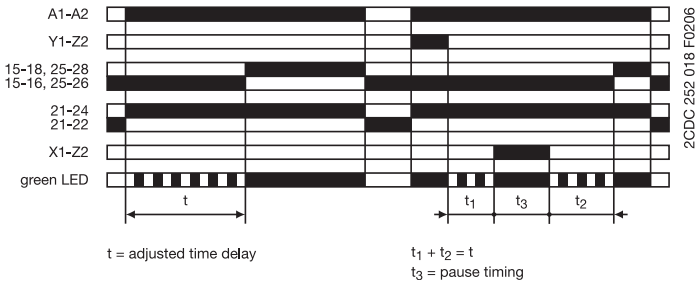 A1-A2
Y1-Z2
15-18, 25-28
15-16, 25-26
21-24
21-22
X1-Z2
green LED
t
t1
t3
t2
t = adjusted time delay
t1 + t2 = t
t3 = pause timing
2CDC 252 018 F0206